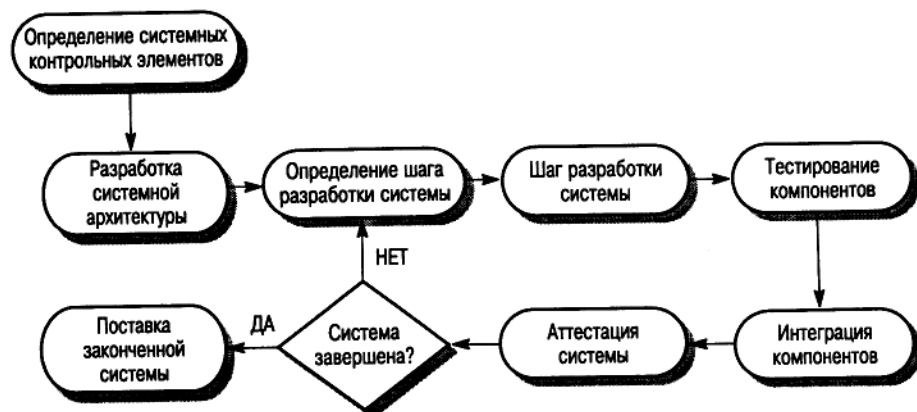 Определение системных
контрольных элементов
Разработка
системной
архитектуры
Определение шага
разработки системы
Шаг разработки
системы
Тестирование
компонентов
НЕТ
Поставка
законченной
системы
ДА
Система
завершена?
Аттестация
системы
Интеграция
компонентов